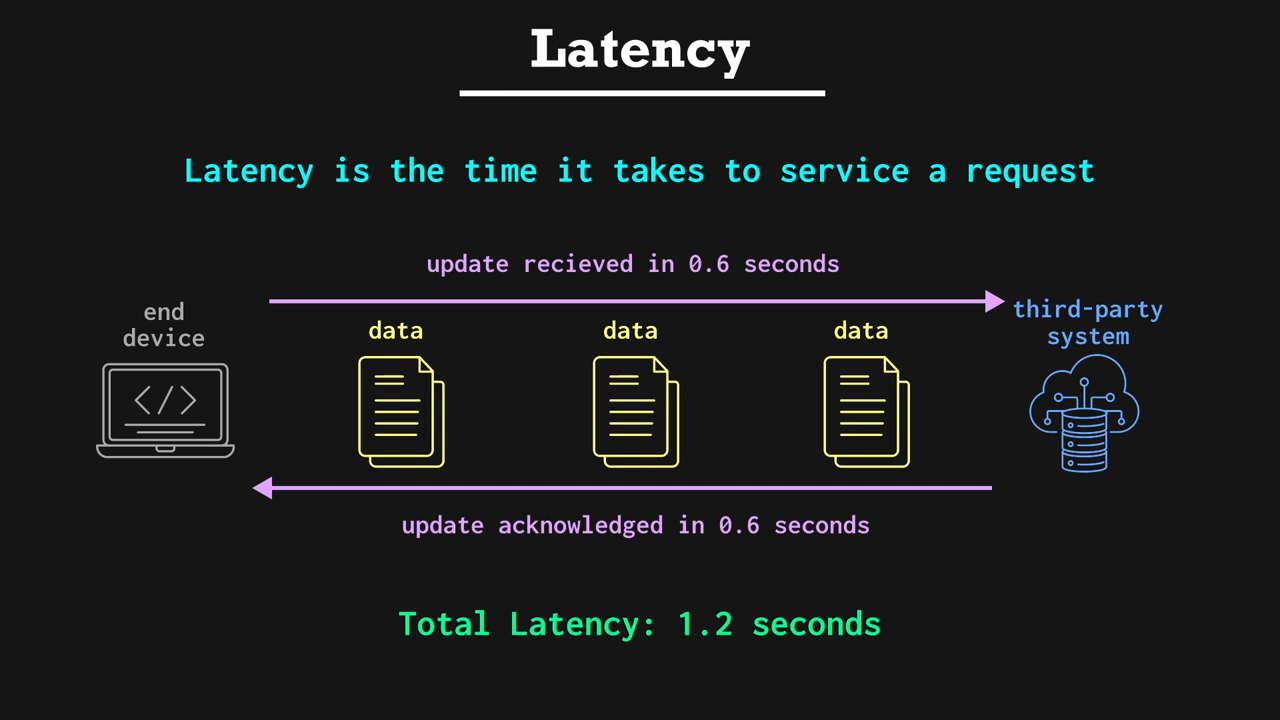 Latency
Latency is the time it takes to service a request
update recieved in 0.6 seconds
end
device
data
data
data
third-party
system
</>
update acknowledged in 0.6 seconds
Total Latency: 1.2 seconds